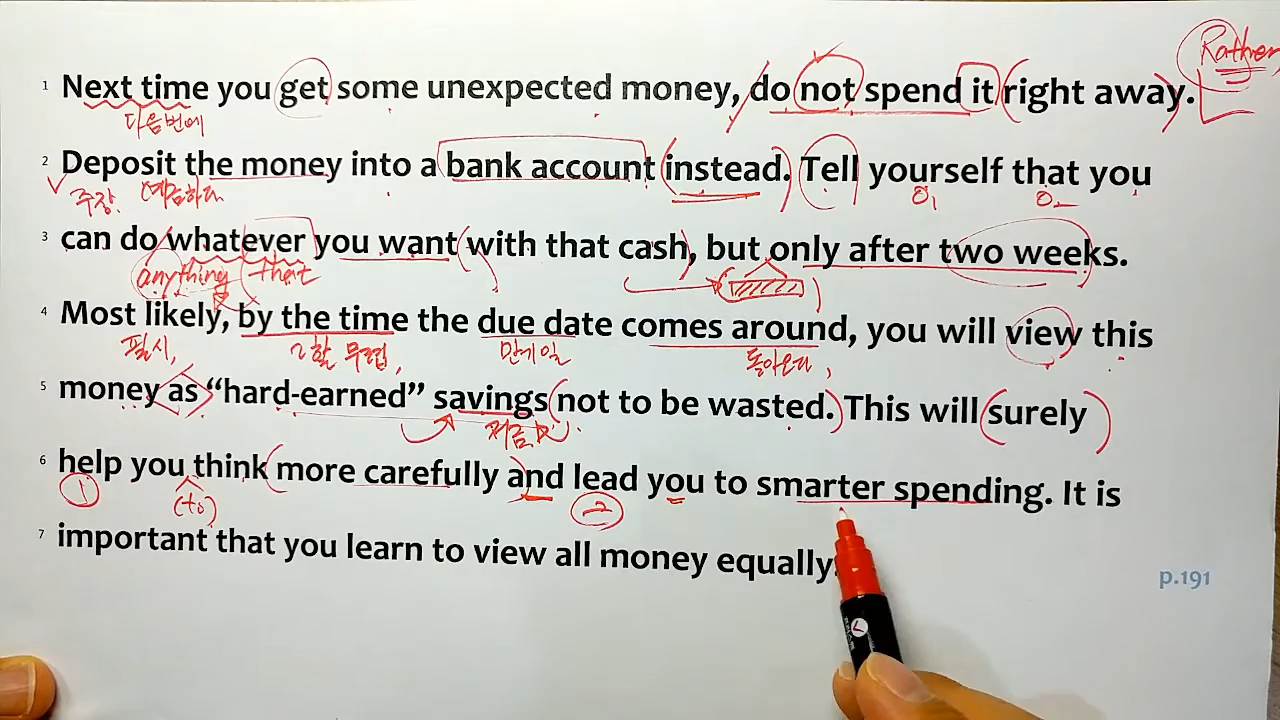 Rather
1 Next time you get some unexpected money, do not spend it right away.
다음번에
2 Deposit the money into a bank account instead. Tell yourself that you
주장. 예금하다 O₁ O₂
3 can do whatever you want with that cash, but only after two weeks.
anything that
4 Most likely, by the time the due date comes around, you will view this
필시, ~할 무렵, 만기일 돌아온다,
5 money as “hard-earned” savings not to be wasted. This will surely
저금
6 help you think more carefully and lead you to smarter spending. It is
1 (to) 2
7 important that you learn to view all money equally.
p.191